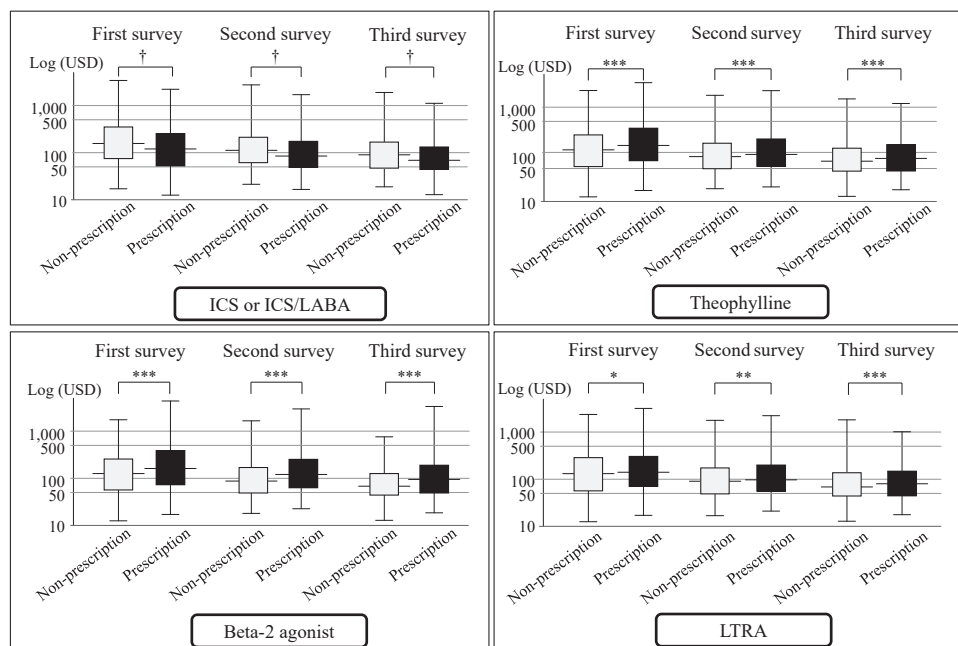 First survey Second survey Third survey
Log (USD)
† † †
1,000
500
100
50
10
Non-prescription Prescription Non-prescription Prescription Non-prescription Prescription
ICS or ICS/LABA
First survey Second survey Third survey
Log (USD)
*** *** ***
1,000
500
100
50
10
Non-prescription Prescription Non-prescription Prescription Non-prescription Prescription
Theophylline
First survey Second survey Third survey
Log (USD)
*** *** ***
1,000
500
100
50
10
Non-prescription Prescription Non-prescription Prescription Non-prescription Prescription
Beta-2 agonist
First survey Second survey Third survey
Log (USD)
* ** ***
1,000
500
100
50
10
Non-prescription Prescription Non-prescription Prescription Non-prescription Prescription
LTRA